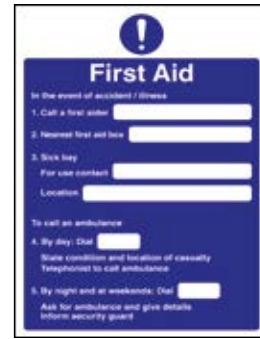 !
First Aid
In the event of accident / illness
1. Call a first aider
2. Nearest first aid box
3. Sick bay
For use contact
Location
To call an ambulance
4. By day: Dial
State condition and location of casualty
Telephonist to call ambulance
5. By night and at weekends: Dial
Ask for ambulance and give details
Inform security guard